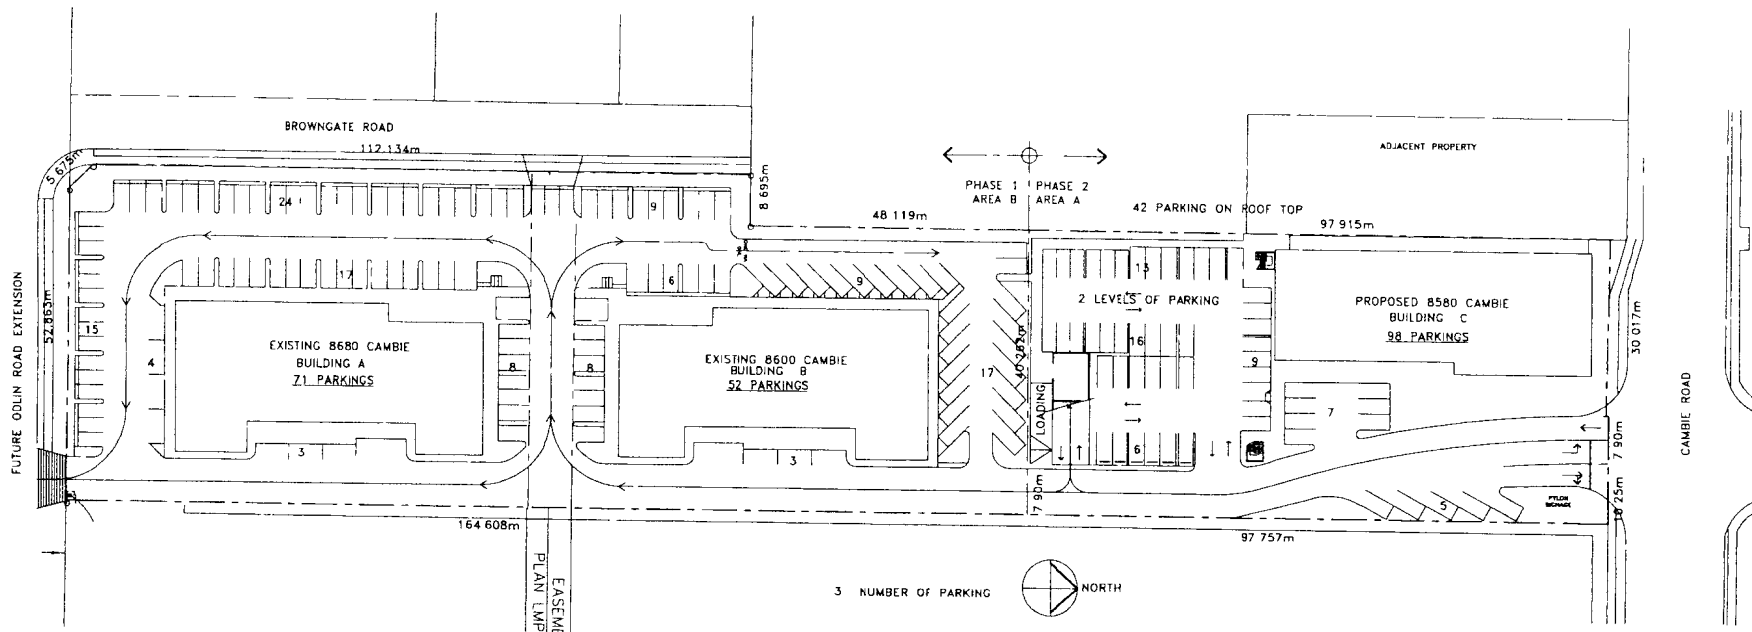 BROWNGATE ROAD
112.134m
5.675m
ADJACENT PROPERTY
8 695m
PHASE 1 PHASE 2
AREA B AREA A
42 PARKING ON ROOF TOP
48 119m
97 915m
24
9
17
6
9
13
2 LEVELS OF PARKING
FUTURE ODLIN ROAD EXTENSION
52.863m
15
4
EXISTING 8680 CAMBIE
BUILDING A
71 PARKINGS
8
8
EXISTING 8600 CAMBIE
BUILDING B
52 PARKINGS
17
LOADING
16
9
PROPOSED 8580 CAMBIE
BUILDING C
98 PARKINGS
30 017m
CAMBIE ROAD
7
3
3
6
7 90m
7 90m
5
PYLON
SIGNAGE
164 608m
97 757m
EASEME
PLAN LMP
3 NUMBER OF PARKING
NORTH